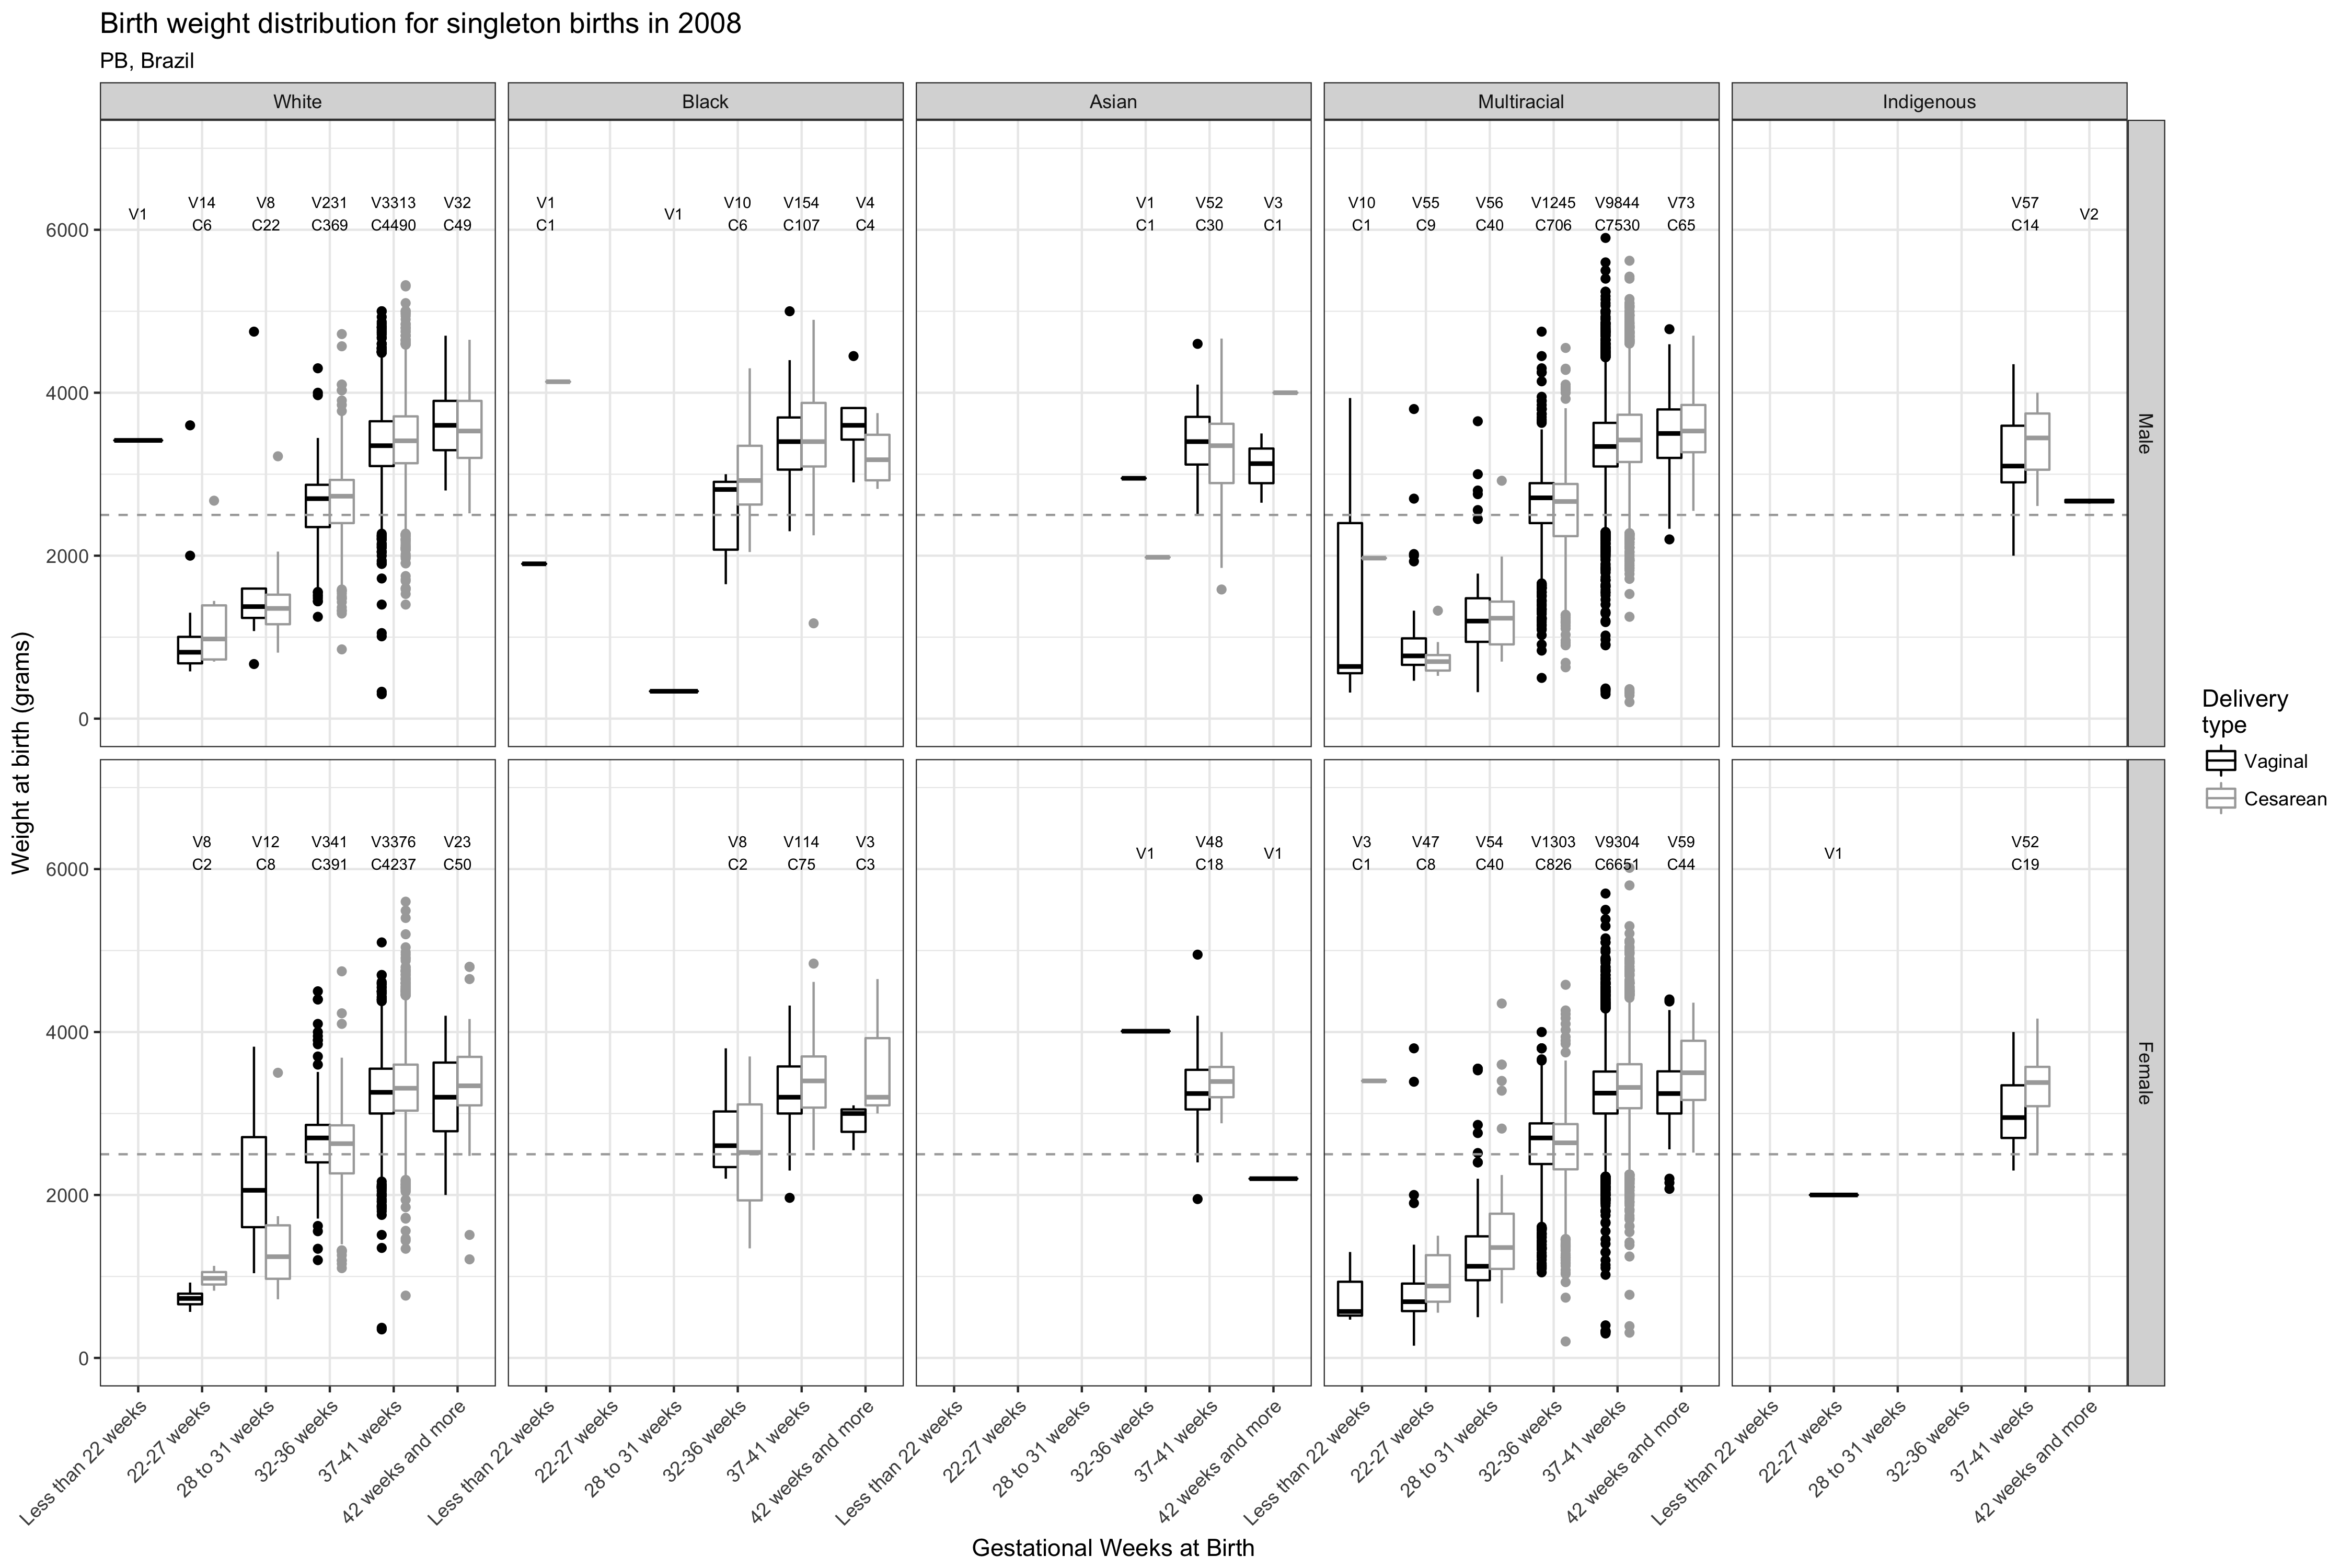 Birth weight distribution for singleton births in 2008
PB, Brazil
White Black Asian Multiracial Indigenous
V1 V14 V8 V231 V3313 V32 V1 V1 V10 V154 V4 V1 V52 V3 V10 V55 V56 V1245 V9844 V73 V57 V2
C6 C22 C369 C4490 C49 C1 C6 C107 C4 C1 C30 C1 C1 C9 C40 C706 C7530 C65 C14
6000
4000
2000
0
Male
V8 V12 V341 V3376 V23 V8 V114 V3 V1 V48 V1 V3 V47 V54 V1303 V9304 V59 V1 V52
C2 C8 C391 C4237 C50 C2 C75 C3 C18 C1 C8 C40 C826 C6651 C44 C19
6000
4000
2000
0
Female
Weight at birth (grams)
Less than 22 weeks
22-27 weeks
28 to 31 weeks
32-36 weeks
37-41 weeks
42 weeks and more
Less than 22 weeks
22-27 weeks
28 to 31 weeks
32-36 weeks
37-41 weeks
42 weeks and more
Less than 22 weeks
22-27 weeks
28 to 31 weeks
32-36 weeks
37-41 weeks
42 weeks and more
Less than 22 weeks
22-27 weeks
28 to 31 weeks
32-36 weeks
37-41 weeks
42 weeks and more
Less than 22 weeks
22-27 weeks
28 to 31 weeks
32-36 weeks
37-41 weeks
42 weeks and more
Gestational Weeks at Birth
Delivery
type
Vaginal
Cesarean